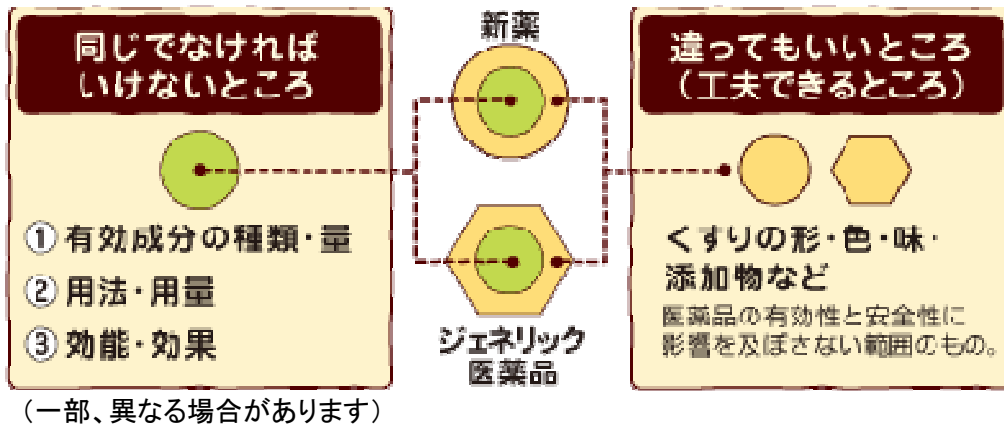 同じでなければ
いけないところ
①有効成分の種類・量
②用法・用量
③効能・効果
（一部、異なる場合があります）
新薬
ジェネリック
医薬品
違ってもいいところ
（工夫できるところ）
くすりの形・色・味・
添加物など
医薬品の有効性と安全性に
影響を及ぼさない範囲のもの。